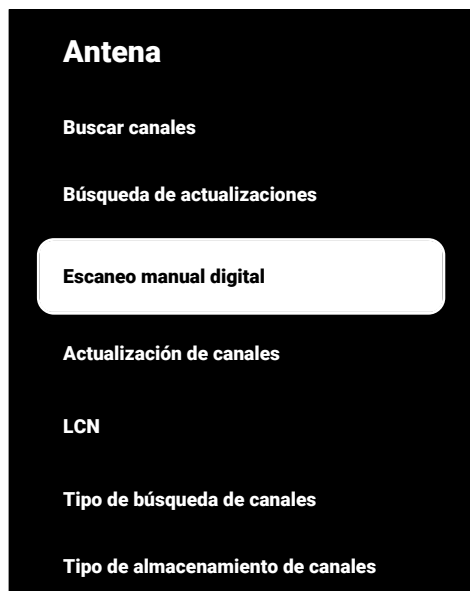 Antena
Buscar canales
Búsqueda de actualizaciones
Escaneo manual digital
Actualización de canales
LCN
Tipo de búsqueda de canales
Tipo de almacenamiento de canales